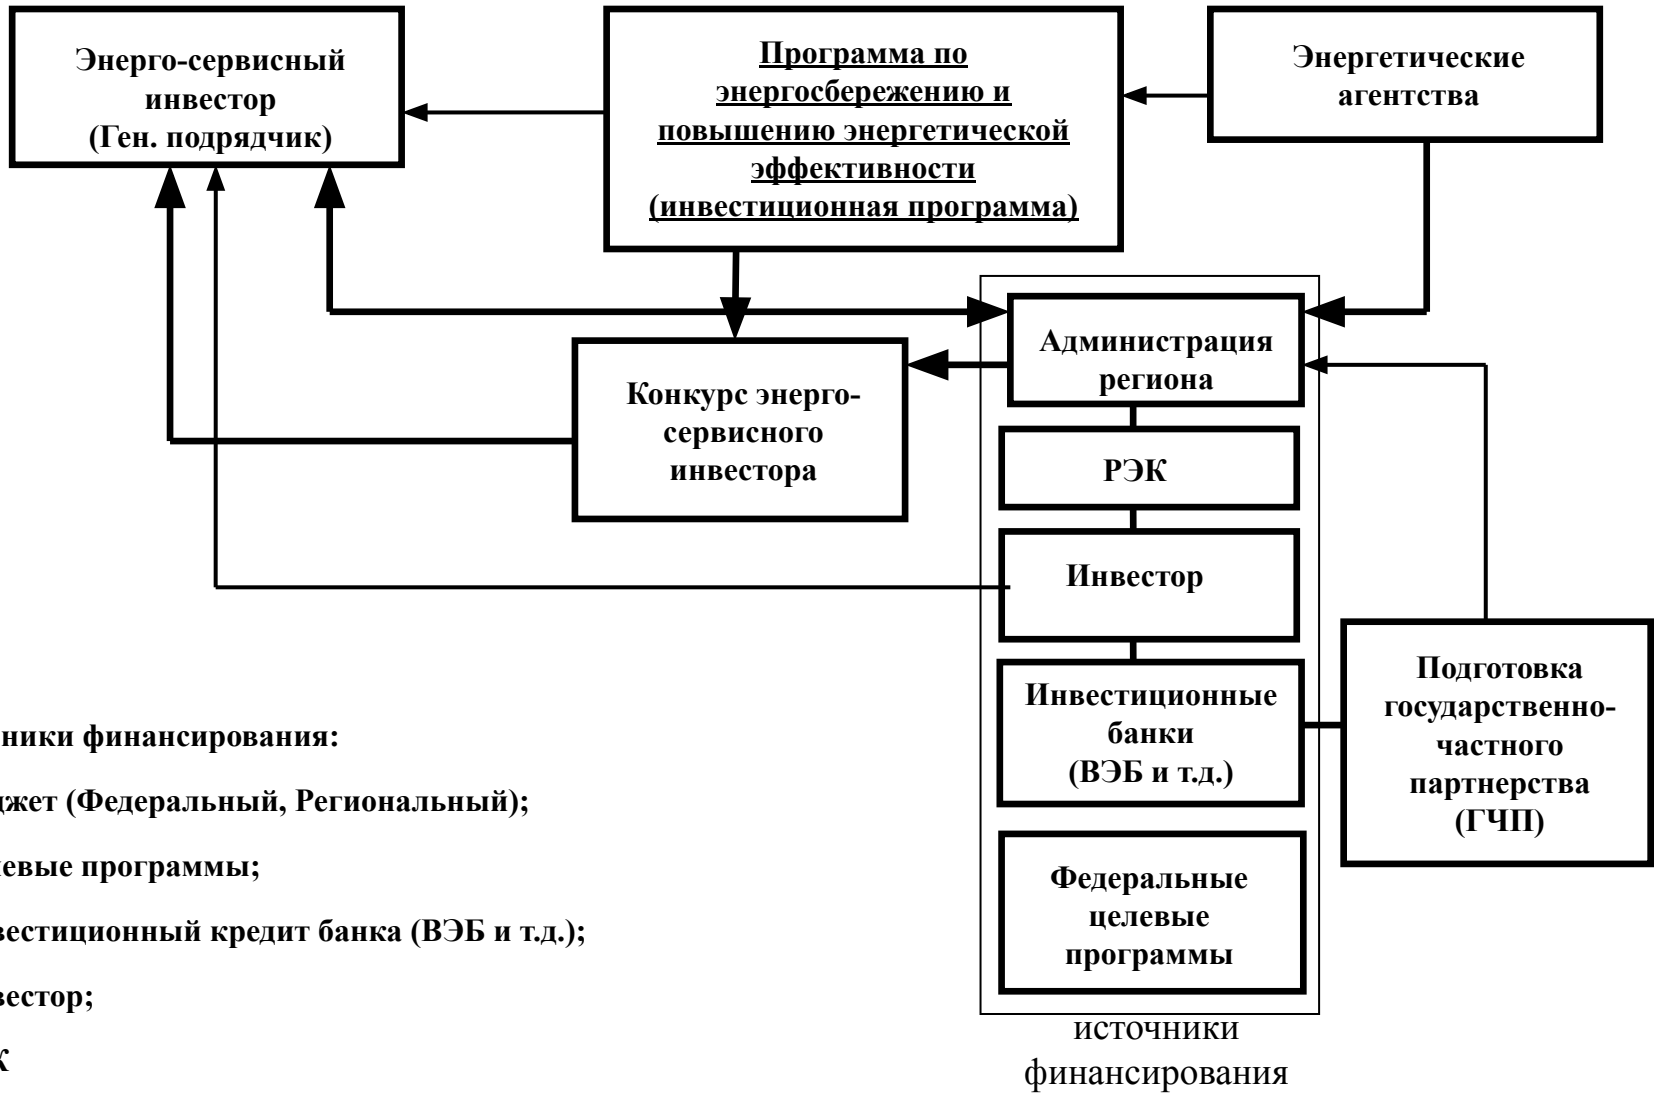 Энерго-сервисный
инвестор
(Ген. подрядчик)
Программа по
энергосбережению и
повышению энергетической
эффективности
(инвестиционная программа)
Энергетические
агентства
Администрация
региона
Конкурс энерго-
сервисного
инвестора
РЭК
Инвестор
Инвестиционные
банки
(ВЭБ и т.д.)
Подготовка
государственно-
частного
партнерства
(ГЧП)
Федеральные
целевые
программы
источники
финансирования
ники финансирования:
джет (Федеральный, Региональный);
левые программы;
вестиционный кредит банка (ВЭБ и т.д.);
вестор;
К